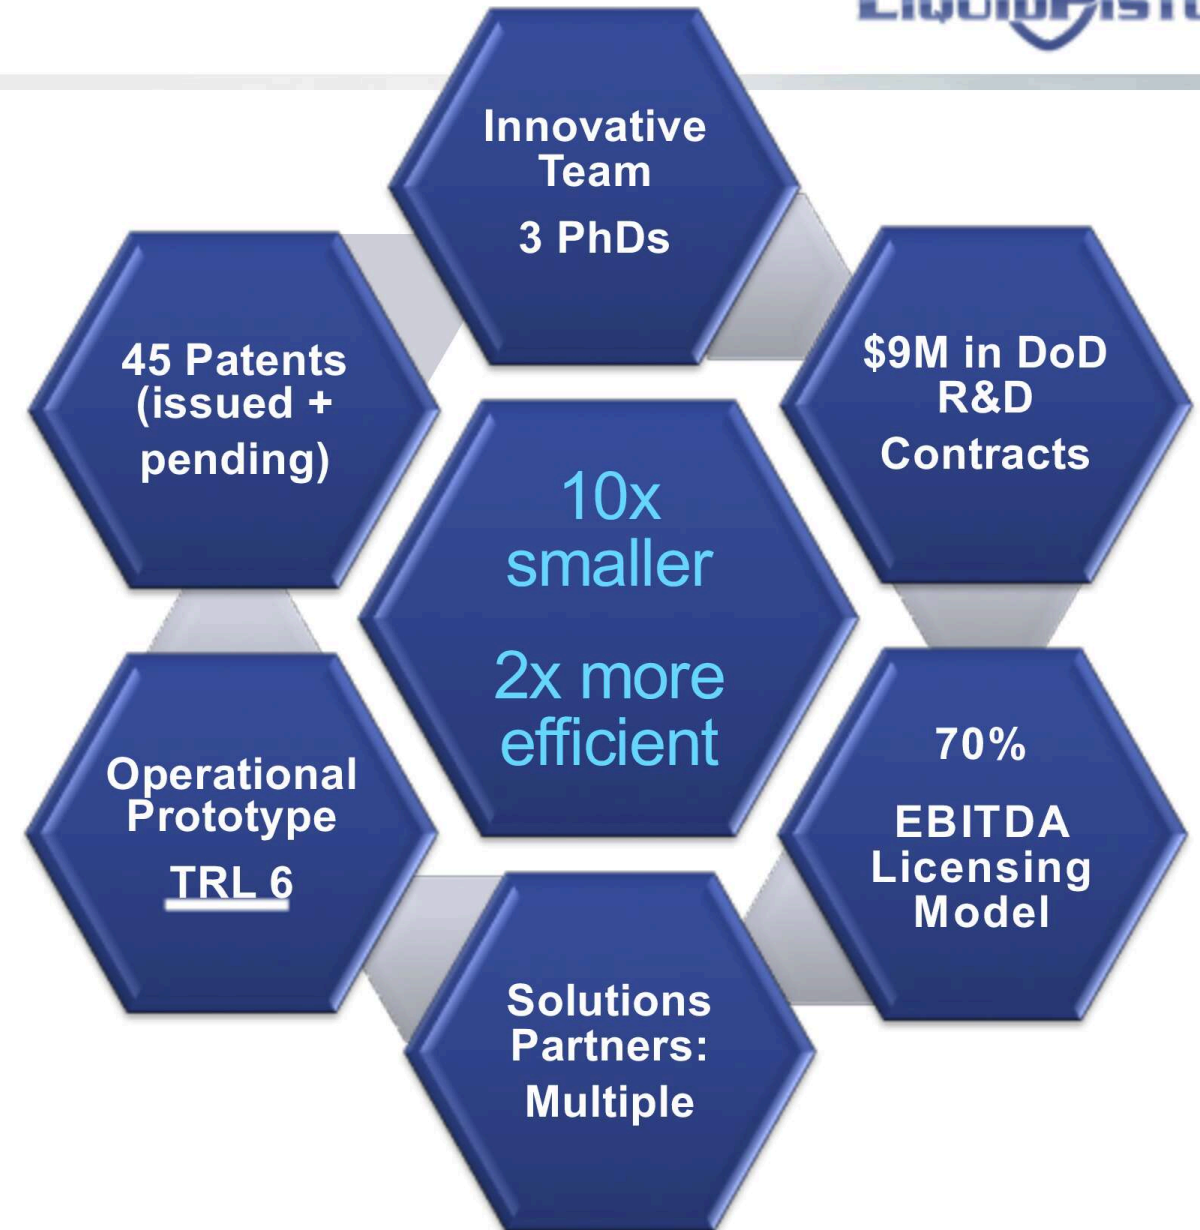 Innovative
Team
3 PhDs
45 Patents
(issued +
pending)
$9M in DoD
R&D
Contracts
10x
smaller
2x more
efficient
Operational
Prototype
TRL 6
70%
EBITDA
Licensing
Model
Solutions
Partners:
Multiple